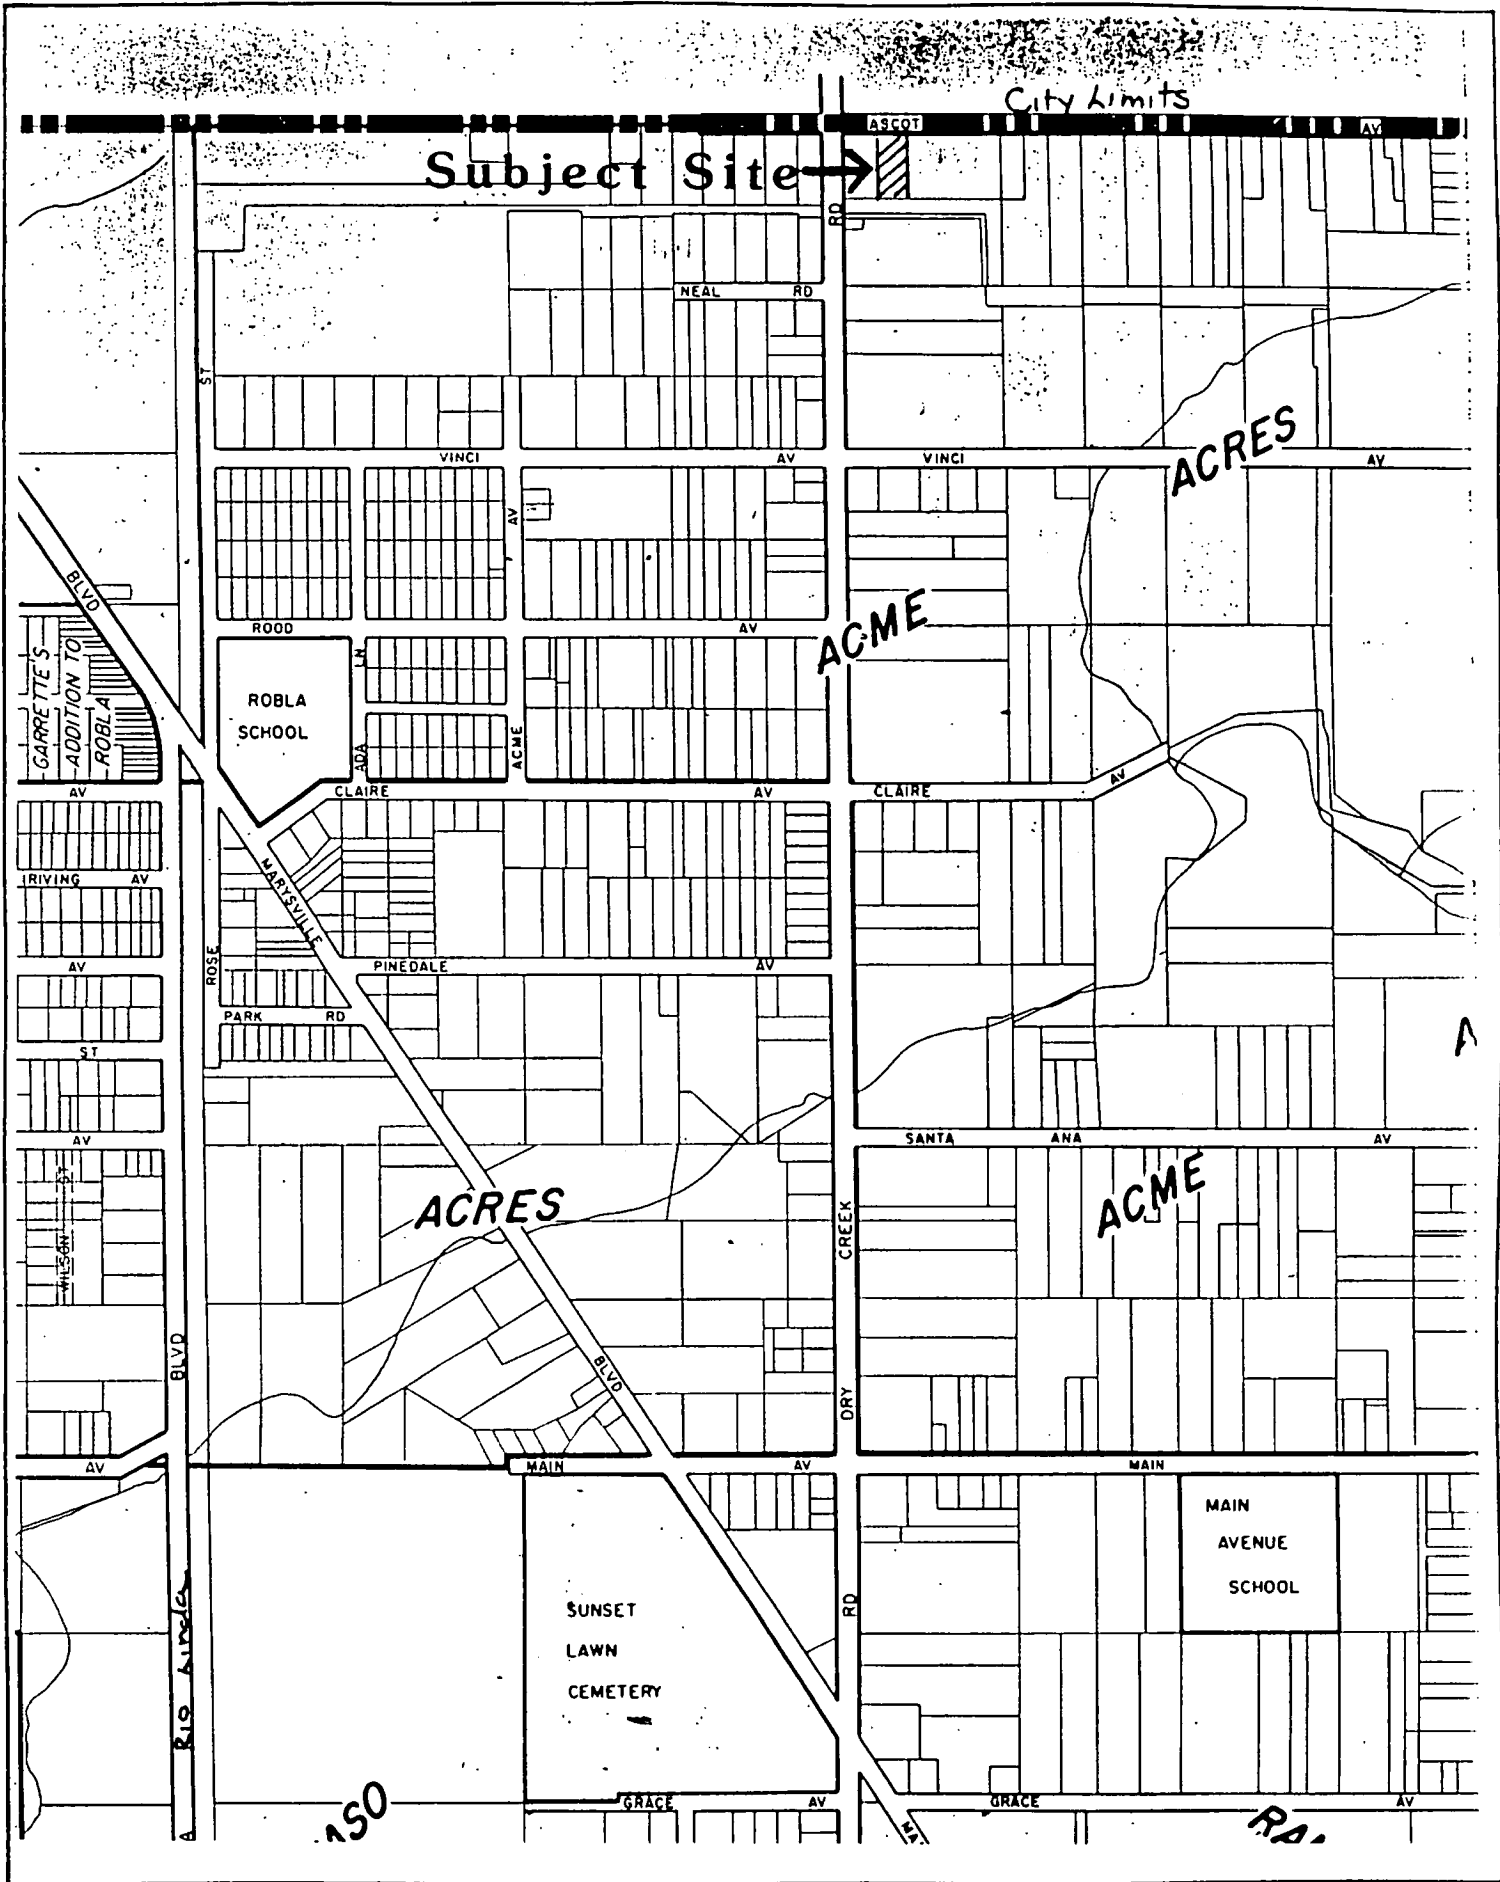 City Limits
ASCOT AV
Subject Site
RD
NEAL RD
ST
VINCI AV VINCI AV
ACRES
AV
BLVD
ACME
ROOD AV
GARRETTE'S
ADDITION TO
ROBLA
LN
ROBLA
SCHOOL
ADA
ACME
AV
AV CLAIRE AV CLAIRE
IRIVING AV
MARYSVILLE
ROSE
AV PINEDALE AV
PARK RD
ST
AV SANTA ANA AV
WILSON ST
ACRES
ACME
CREEK
BLVD
BLVD
DRY
AV MAIN AV MAIN
MAIN
AVENUE
SCHOOL
RD
SUNSET
LAWN
CEMETERY
Rio Linda
GRACE AV GRACE AV